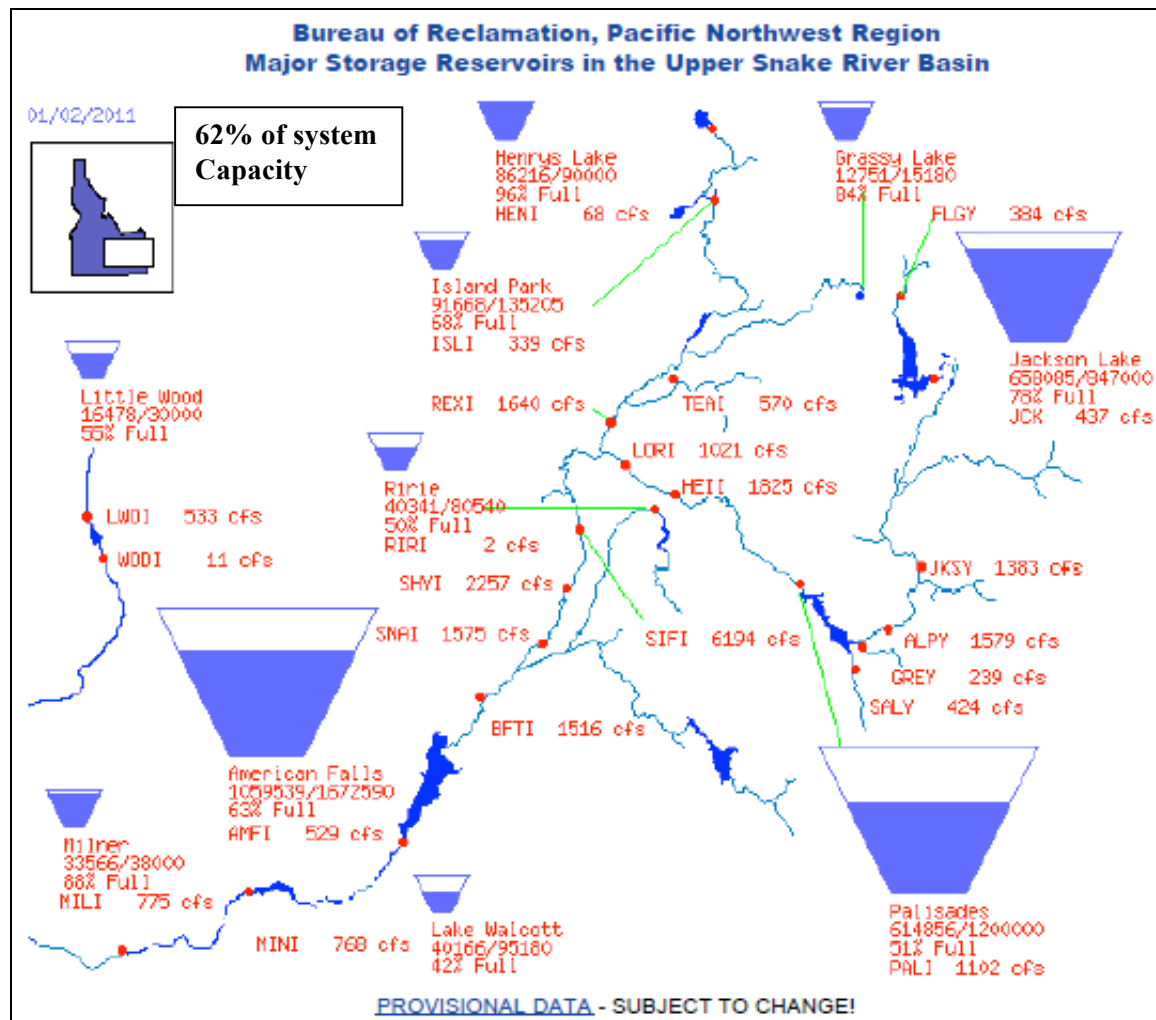 Bureau of Reclamation, Pacific Northwest Region
Major Storage Reservoirs in the Upper Snake River Basin
01/02/2011
62% of system
Capacity
Henrys Lake
86216/90000
96% Full
HENI 68 cfs
Grassy Lake
12751/15180
84% Full
FLGY 384 cfs
Island Park
91668/135205
68% Full
ISLI 339 cfs
Jackson Lake
658085/847000
78% Full
JCK 437 cfs
Little Wood
16478/30000
55% Full
REXI 1640 cfs
TEAI 570 cfs
LORI 1021 cfs
HEII 1825 cfs
Ririe
40341/80540
50% Full
RIRI 2 cfs
LWOI 533 cfs
WODI 11 cfs
SHYI 2257 cfs
JKSY 1383 cfs
SNAI 1575 cfs
SIFI 6194 cfs
ALPY 1579 cfs
GREY 239 cfs
SALY 424 cfs
BFTI 1516 cfs
American Falls
1059539/1672590
63% Full
AMFI 529 cfs
Milner
33566/38000
88% Full
MILI 775 cfs
MINI 768 cfs
Lake Walcott
40166/95180
42% Full
Palisades
614856/1200000
51% Full
PALI 1102 cfs
PROVISIONAL DATA - SUBJECT TO CHANGE!